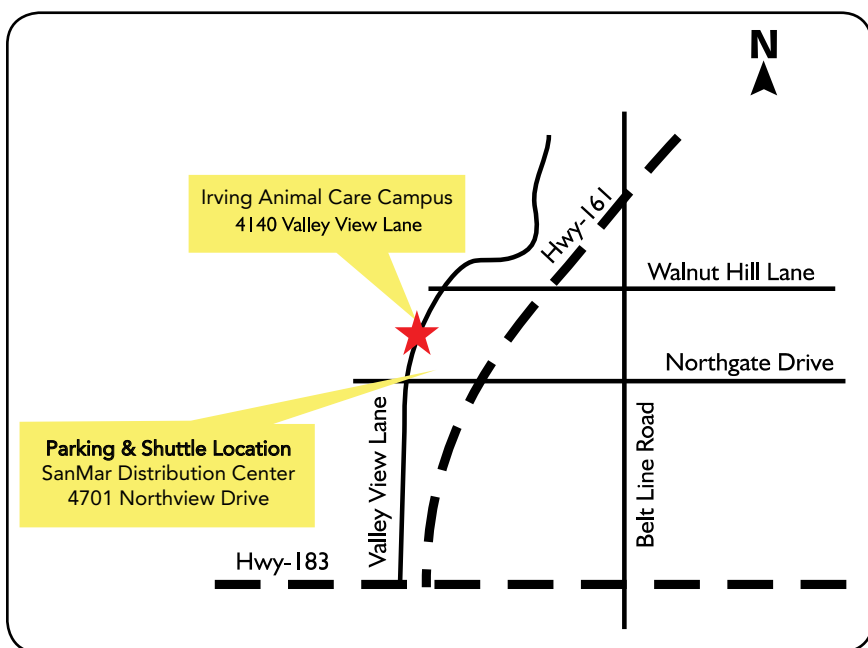 N
Irving Animal Care Campus
4140 Valley View Lane
Hwy-161
Walnut Hill Lane
Northgate Drive
Parking & Shuttle Location
SanMar Distribution Center
4701 Northview Drive
Valley View Lane
Belt Line Road
Hwy-183